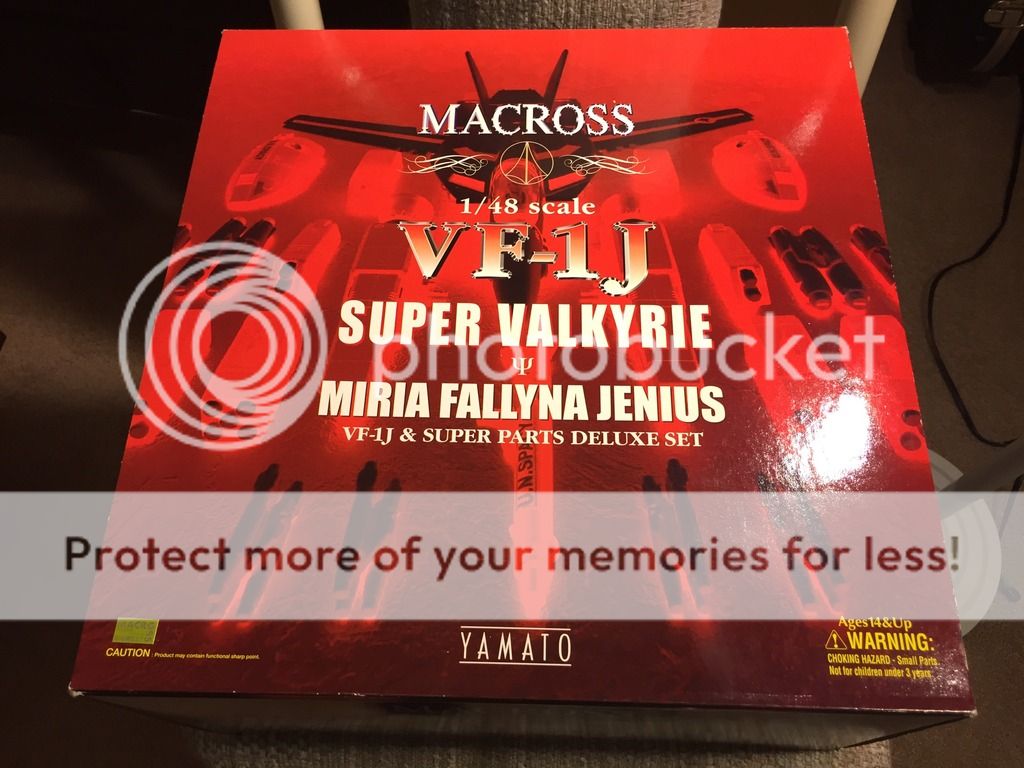 MACROSS
1/48 scale
VF-1J
SUPER VALKYRIE
photobucket
Ψ
MIRIA FALLYNA JENIUS
VF-1J & SUPER PARTS DELUXE SET
U.N.SPA
Protect more of your memories for less!
Ages14&Up
WARNING:
CHOKING HAZARD - Small Parts.
Not for children under 3 years.
CAUTION : Product may contain functional sharp point.
YAMATO